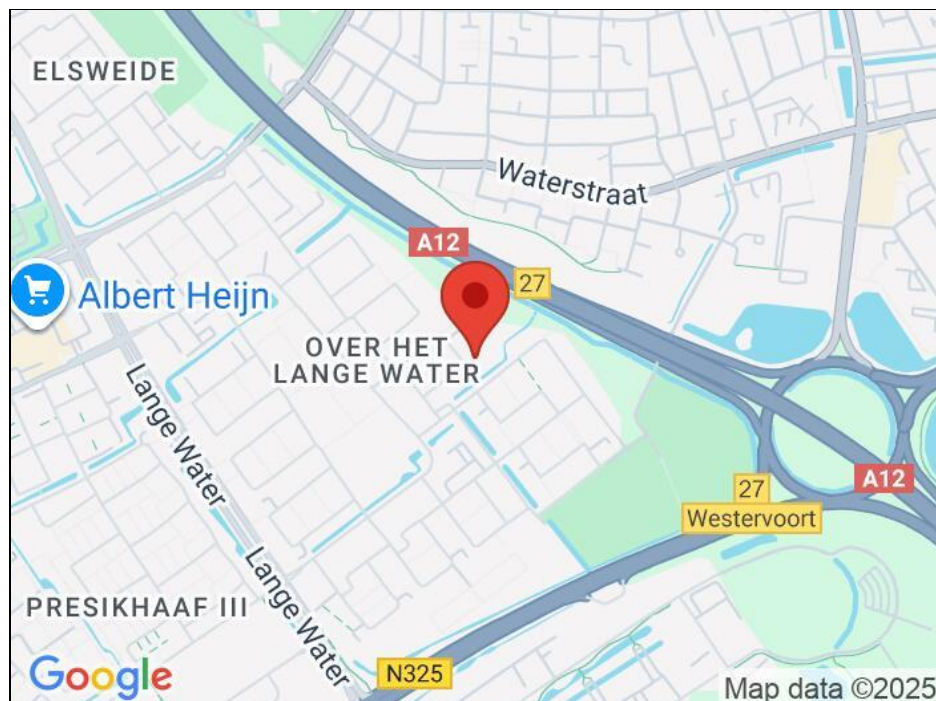 ELSWEIDE
Waterstraat
A12
27
Albert Heijn
OVER HET
LANGE WATER
Lange Water
A12
27
Westervoort
Lange Water
PRESIKHAAF III
N325
Google
Map data ©2025